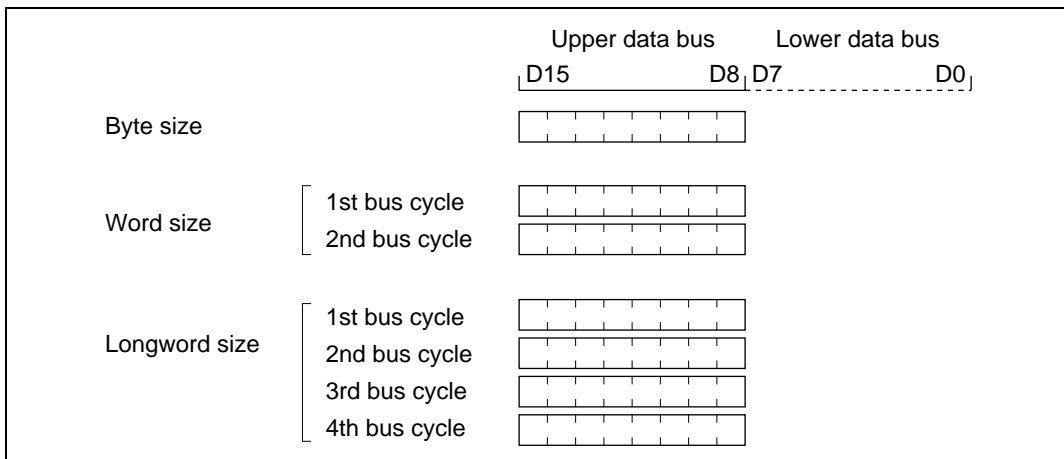 Upper data bus Lower data bus
D15 D8 D7 D0
Byte size
Word size
1st bus cycle
2nd bus cycle
Longword size
1st bus cycle
2nd bus cycle
3rd bus cycle
4th bus cycle